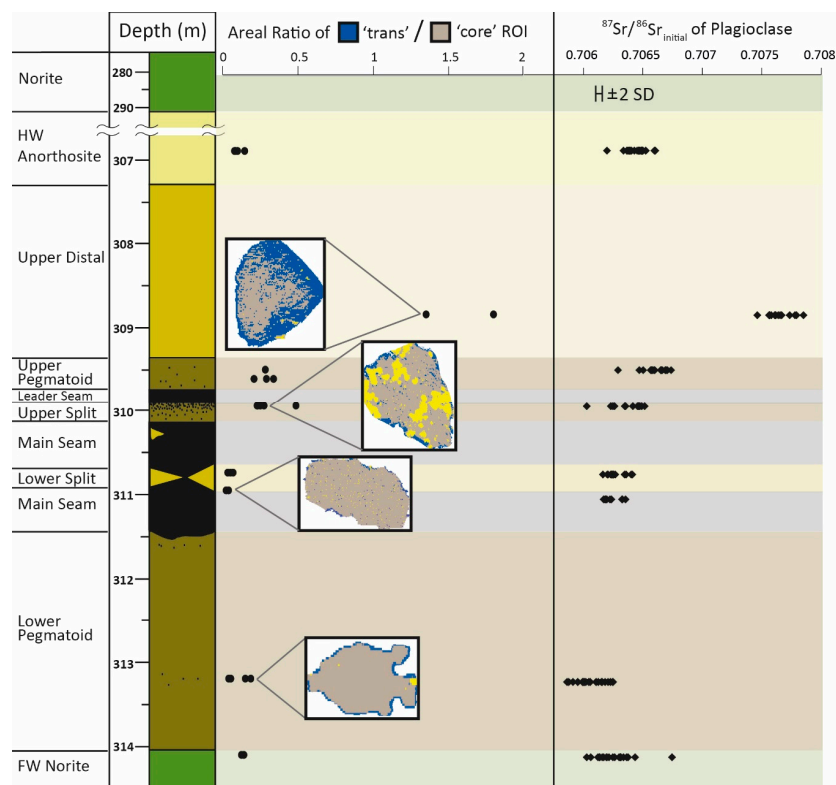 Depth (m)
Areal Ratio of 'trans' / 'core' ROI
0 0.5 1 1.5 2
⁸⁷Sr/⁸⁶Sr initial of Plagioclase
0.706 0.7065 0.707 0.7075 0.708
Norite
280
290
±2 SD
HW
Anorthosite
307
308
Upper Distal
309
Upper
Pegmatoid
Leader Seam
Upper Split
310
Main Seam
Lower Split
311
Main Seam
312
Lower
Pegmatoid
313
314
FW Norite